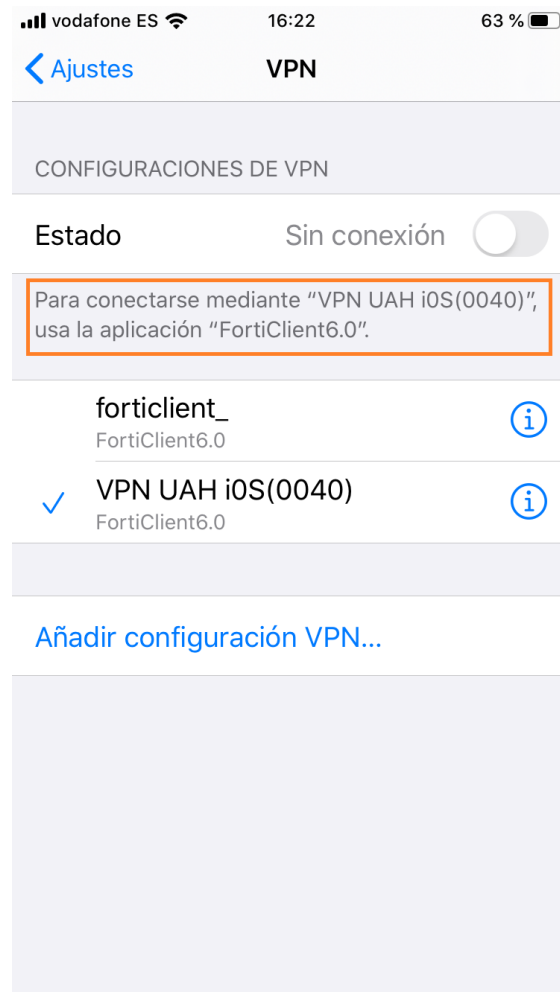 vodafone ES 16:22 63 %
Ajustes VPN
CONFIGURACIONES DE VPN
Estado Sin conexión
Para conectarse mediante “VPN UAH i0S(0040)”,
usa la aplicación “FortiClient6.0”.
forticlient_
FortiClient6.0
VPN UAH i0S(0040)
FortiClient6.0
Añadir configuración VPN...